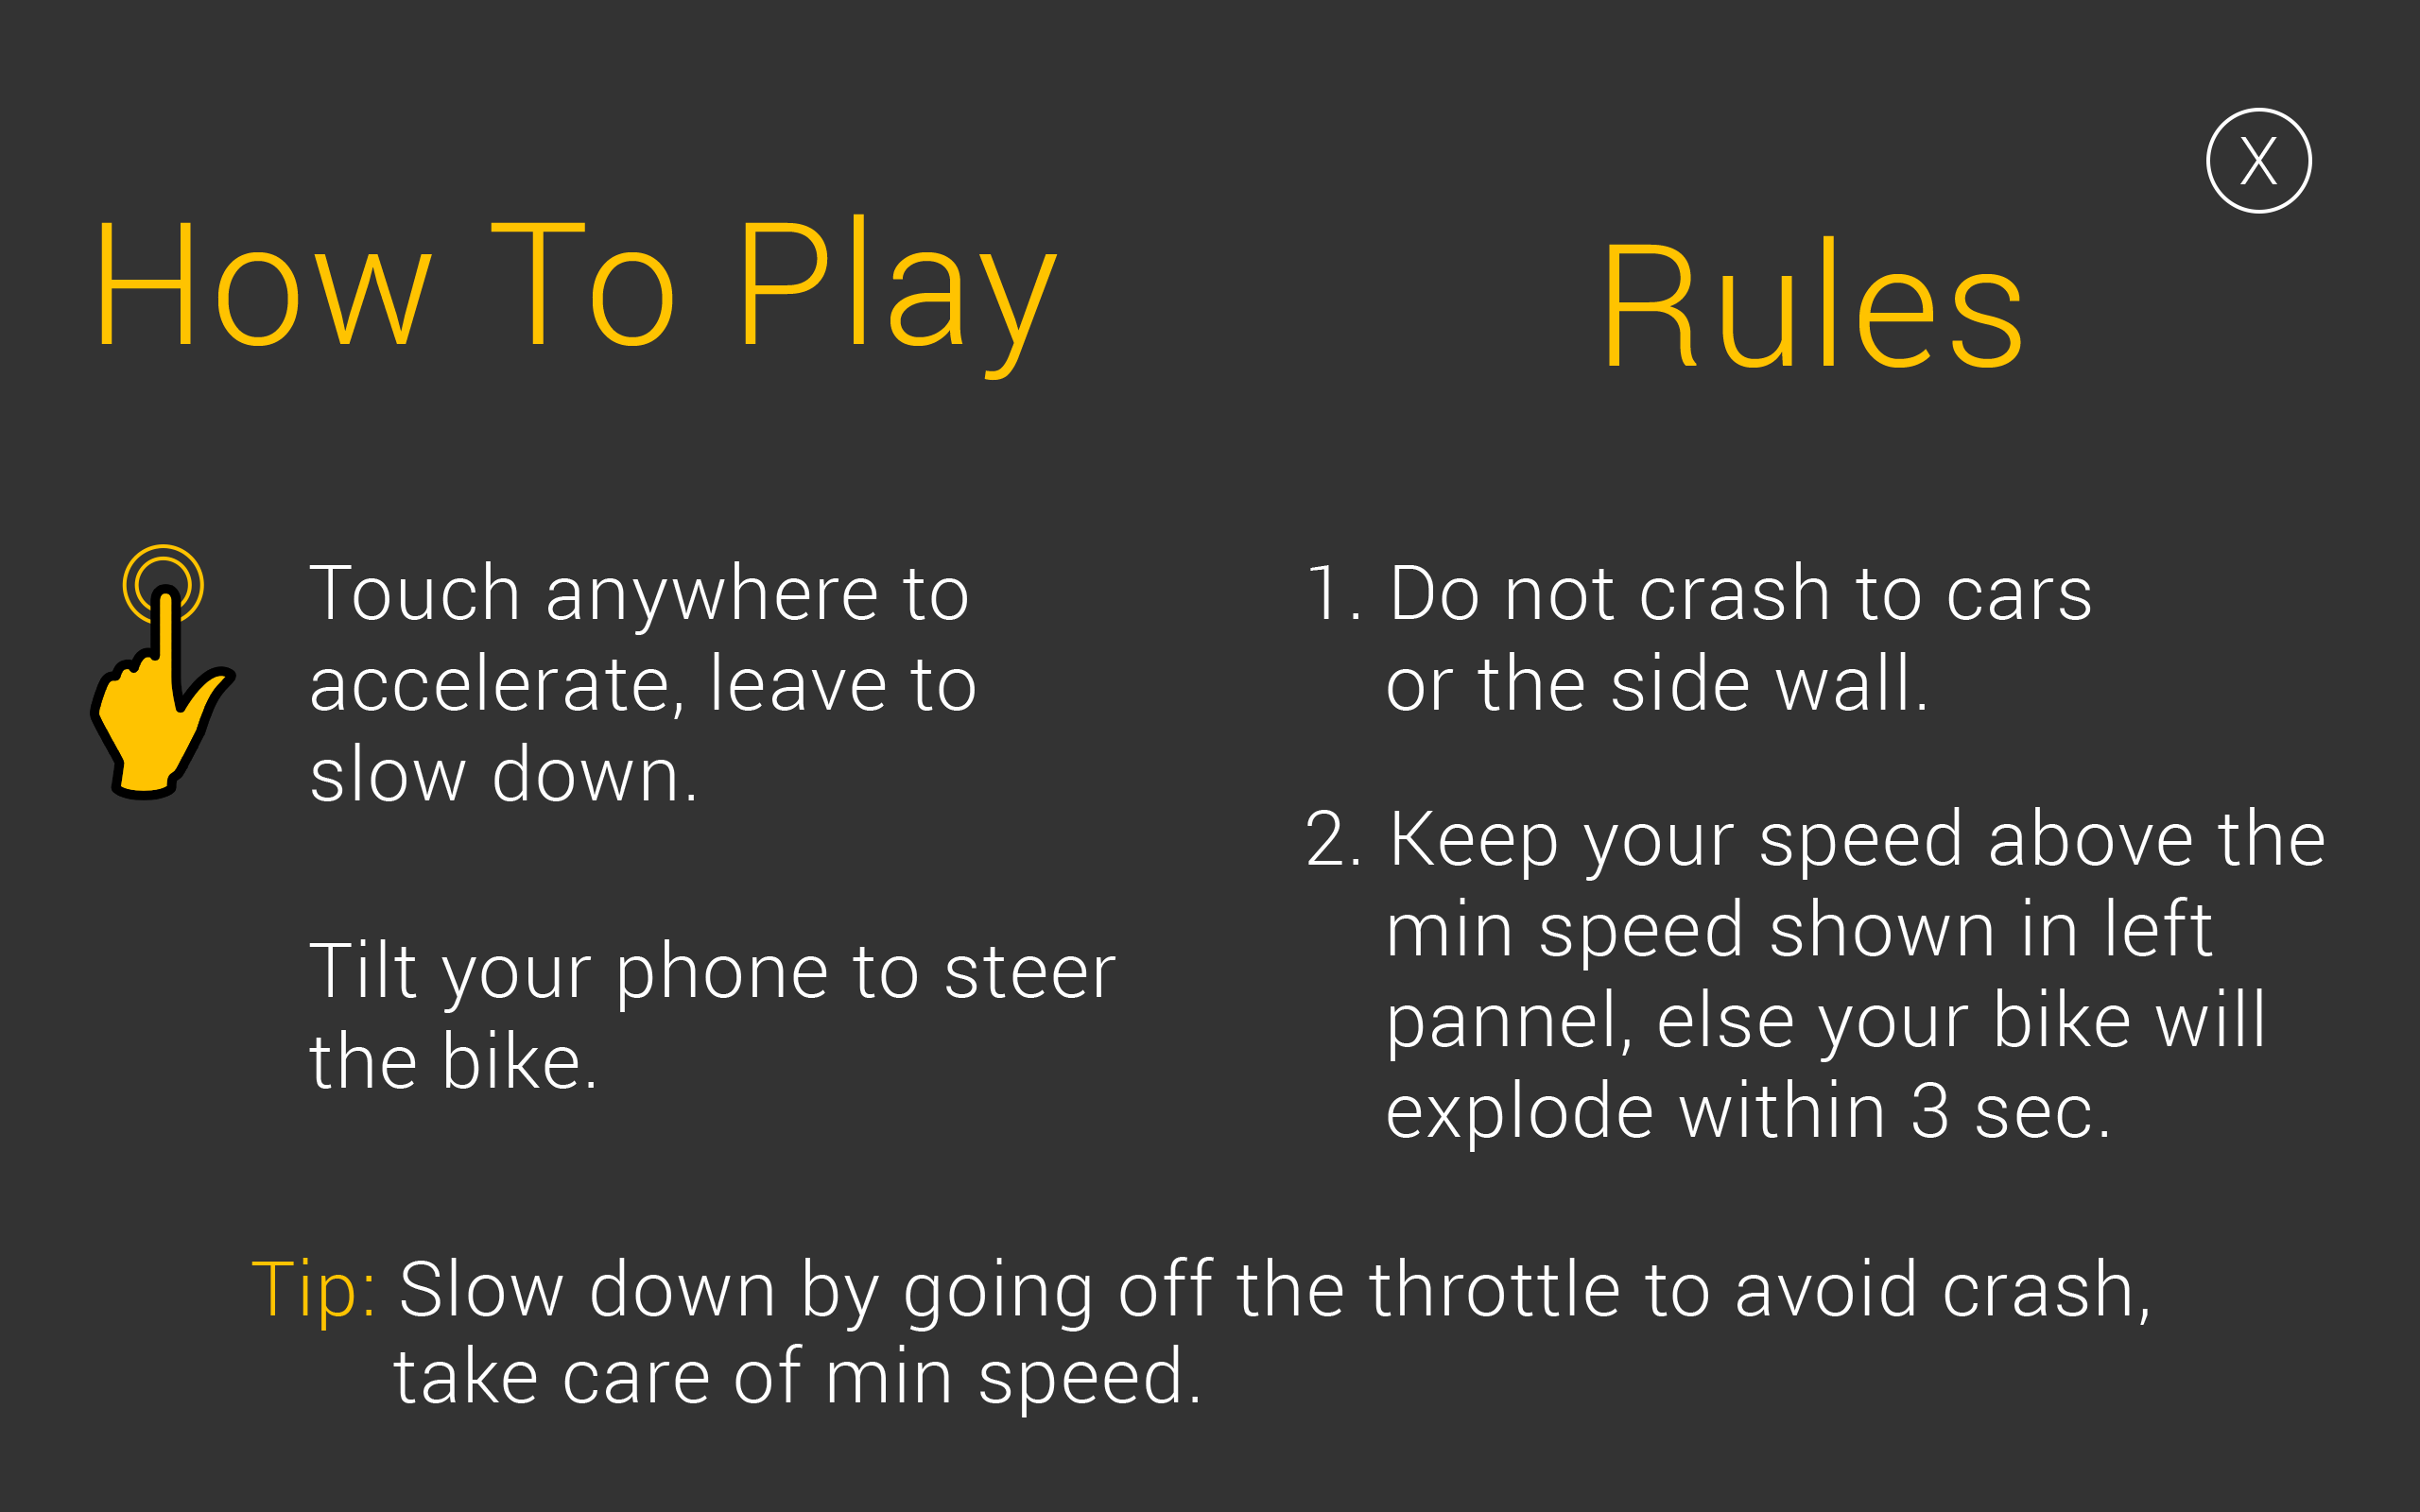 X
How To Play
Touch anywhere to
accelerate, leave to
slow down.
Tilt your phone to steer
the bike.
Rules
1. Do not crash to cars
or the side wall.
2. Keep your speed above the
min speed shown in left
pannel, else your bike will
explode within 3 sec.
Tip: Slow down by going off the throttle to avoid crash,
take care of min speed.